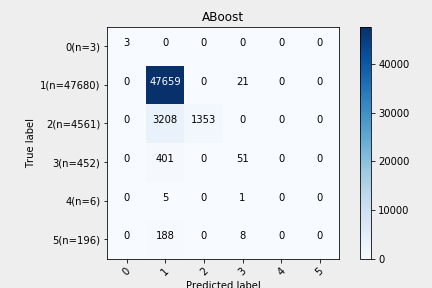 ABoost
0(n=3) 3 0 0 0 0 0
1(n=47680) 0 47659 0 21 0 0
2(n=4561) 0 3208 1353 0 0 0
3(n=452) 0 401 0 51 0 0
4(n=6) 0 5 0 1 0 0
5(n=196) 0 188 0 8 0 0
True label
0 1 2 3 4 5
Predicted label
40000
30000
20000
10000
0